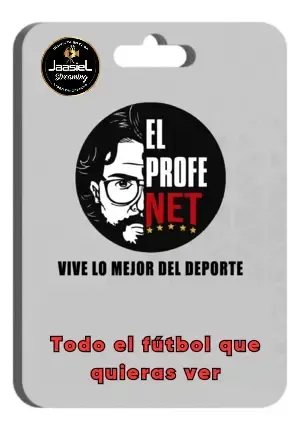 Jaasiel
Streaming
EL
PROFE
NET
VIVE LO MEJOR DEL DEPORTE
Todo el fútbol que
quieras ver